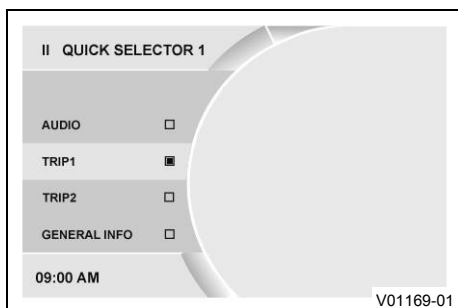 II QUICK SELECTOR 1
AUDIO
TRIP1
TRIP2
GENERAL INFO
09:00 AM
V01169-01